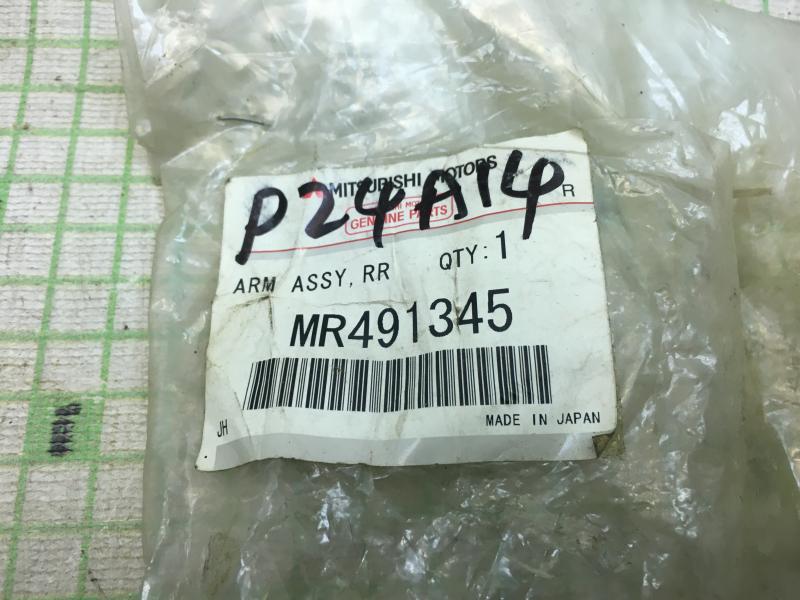 MITSUBISHI MOTORS
P24A14
GENUINE PARTS
R
ARM ASSY, RR QTY: 1
MR491345
JH
MADE IN JAPAN